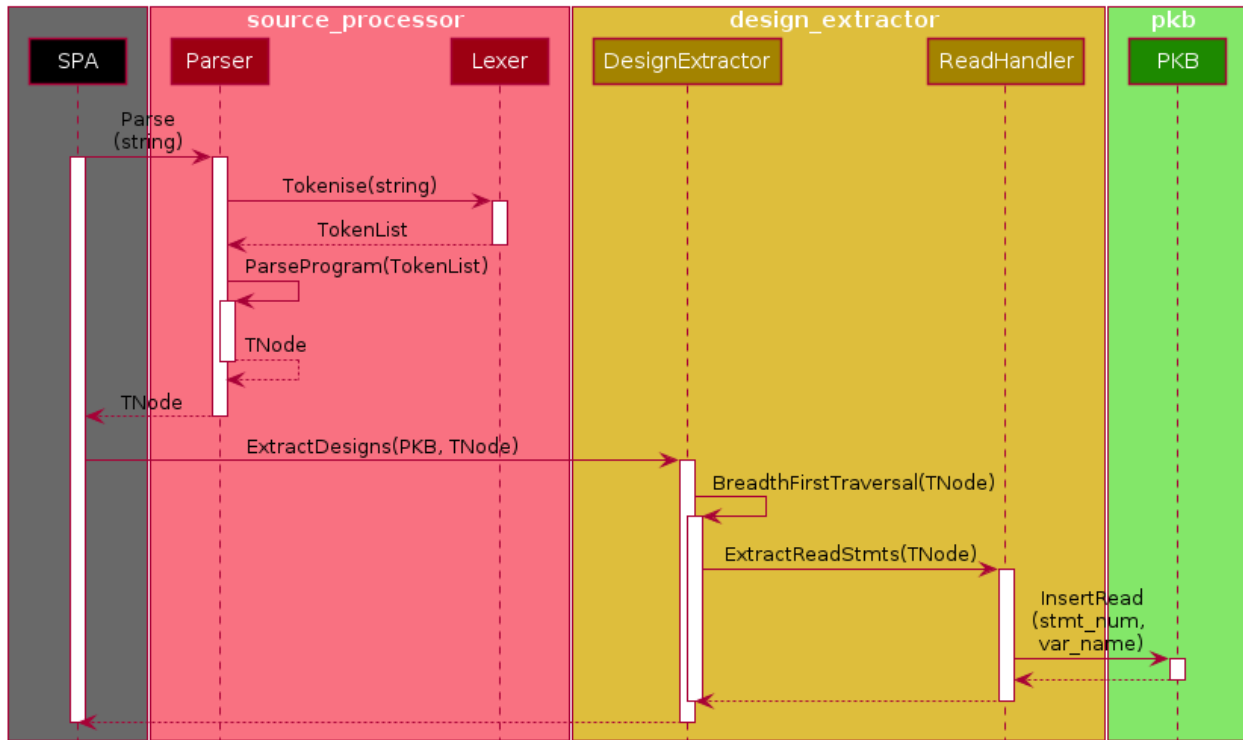 source_processor
design_extractor
pkb
SPA
Parser
Lexer
DesignExtractor
ReadHandler
PKB
Parse
(string)
Tokenise(string)
TokenList
ParseProgram(TokenList)
TNode
TNode
ExtractDesigns(PKB, TNode)
BreadthFirstTraversal(TNode)
ExtractReadStmts(TNode)
InsertRead
(stmt_num,
var_name)